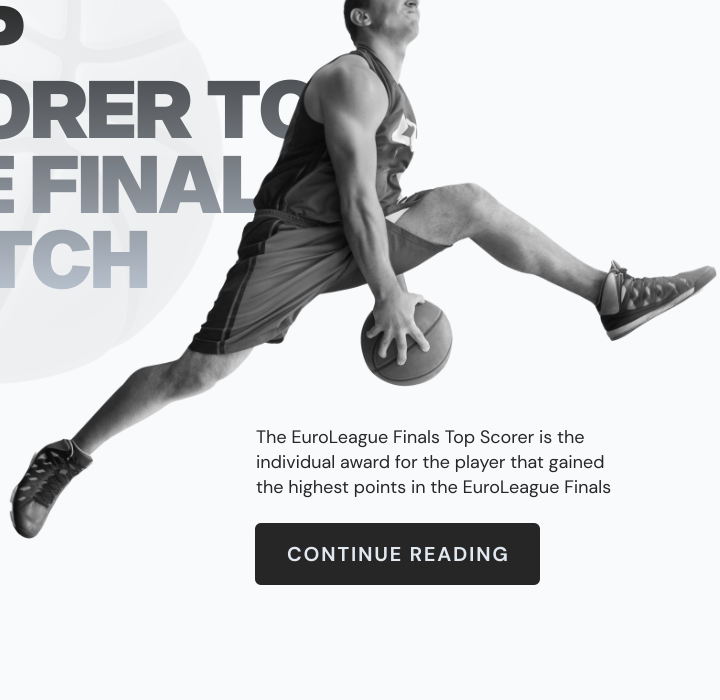 P
ORER TO
E FINAL
TCH
The EuroLeague Finals Top Scorer is the
individual award for the player that gained
the highest points in the EuroLeague Finals
CONTINUE READING